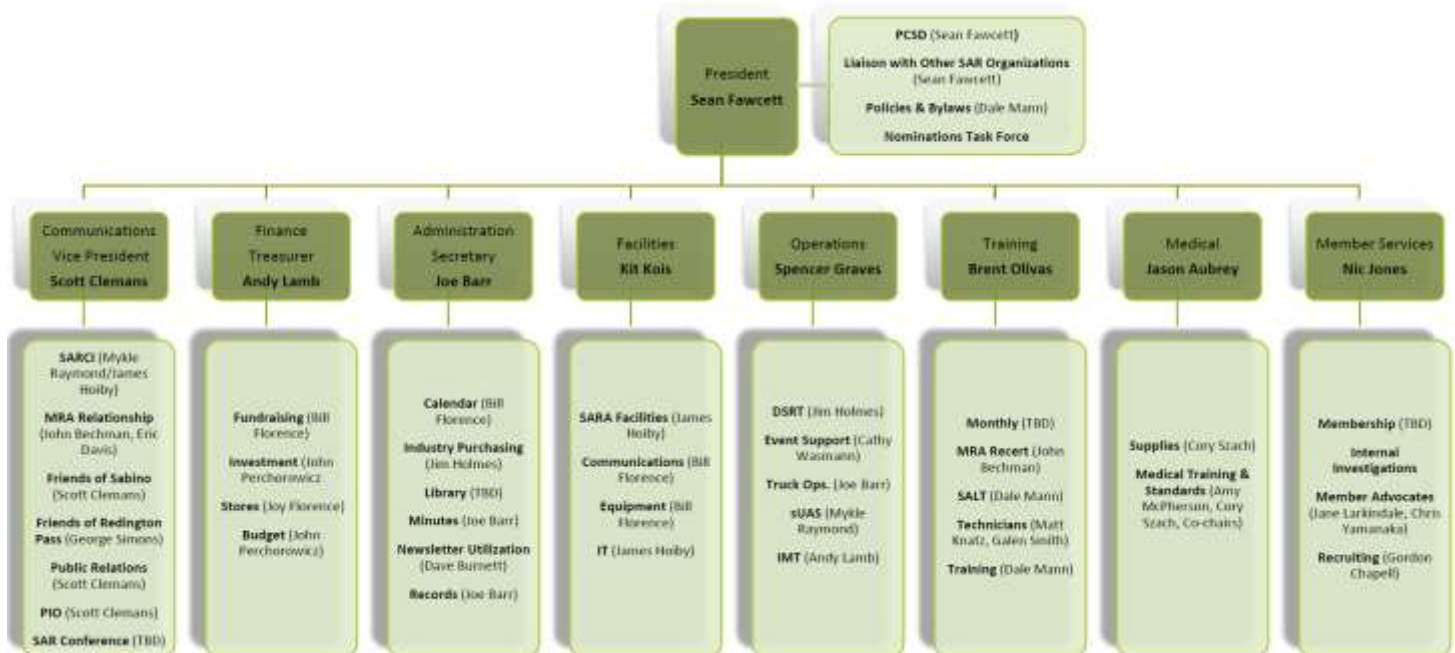 President
Sean Fawcett
PCSD (Sean Fawcett)
Liaison with Other SAR Organizations
(Sean Fawcett)
Policies & Bylaws (Dale Mann)
Nominations Task Force
Communications
Vice President
Scott Clemans
Finance
Treasurer
Andy Lamb
Administration
Secretary
Joe Barr
Facilities
Kit Kois
Operations
Spencer Graves
Training
Brent Olivas
Medical
Jason Aubrey
Member Services
Nic Jones
SARCI (Mykle
Raymond/James
Hoiby)
MRA Relationship
(John Bechman, Eric
Davis)
Friends of Sabino
(Scott Clemans)
Friends of Redington
Pass (George Simons)
Public Relations
(Scott Clemans)
PIO (Scott Clemans)
SAR Conference (TBD)
Fundraising (Bill
Florence)
Investment (John
Perchorowicz
Stores (Joy Florence)
Budget (John
Perchorowicz)
Calendar (Bill
Florence)
Industry Purchasing
(Jim Holmes)
Library (TBD)
Minutes (Joe Barr)
Newsletter Utilization
(Dave Burnett)
Records (Joe Barr)
SARA Facilities (James
Hoiby)
Communications (Bill
Florence)
Equipment (Bill
Florence)
IT (James Hoiby)
DSRT (Jim Holmes)
Event Support (Cathy
Wasmann)
Truck Ops. (Joe Barr)
sUAS (Mykle
Raymond)
IMT (Andy Lamb)
Monthly (TBD)
MRA Recert (John
Bechman)
SALT (Dale Mann)
Technicians (Matt
Knatz, Galen Smith)
Training (Dale Mann)
Supplies (Cory Szach)
Medical Training &
Standards (Amy
McPherson, Cory
Szach, Co-chairs)
Membership (TBD)
Internal
Investigations
Member Advocates
(Jane Larkindale, Chris
Yamanaka)
Recruiting (Gordon
Chapell)